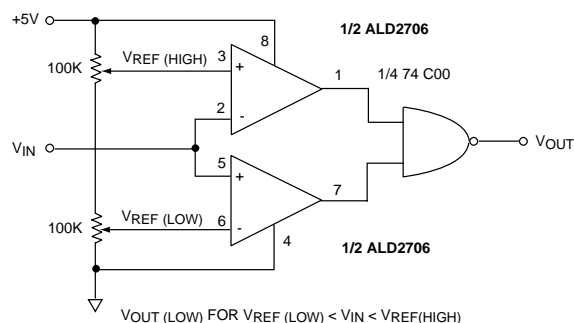 +5V
1/2 ALD2706
8
VREF (HIGH)
3
+
100K
1
1/4 74 C00
2
-
VIN
VOUT
5
+
7
VREF (LOW)
6
-
100K
4
1/2 ALD2706
VOUT (LOW) FOR VREF (LOW) < VIN < VREF(HIGH)